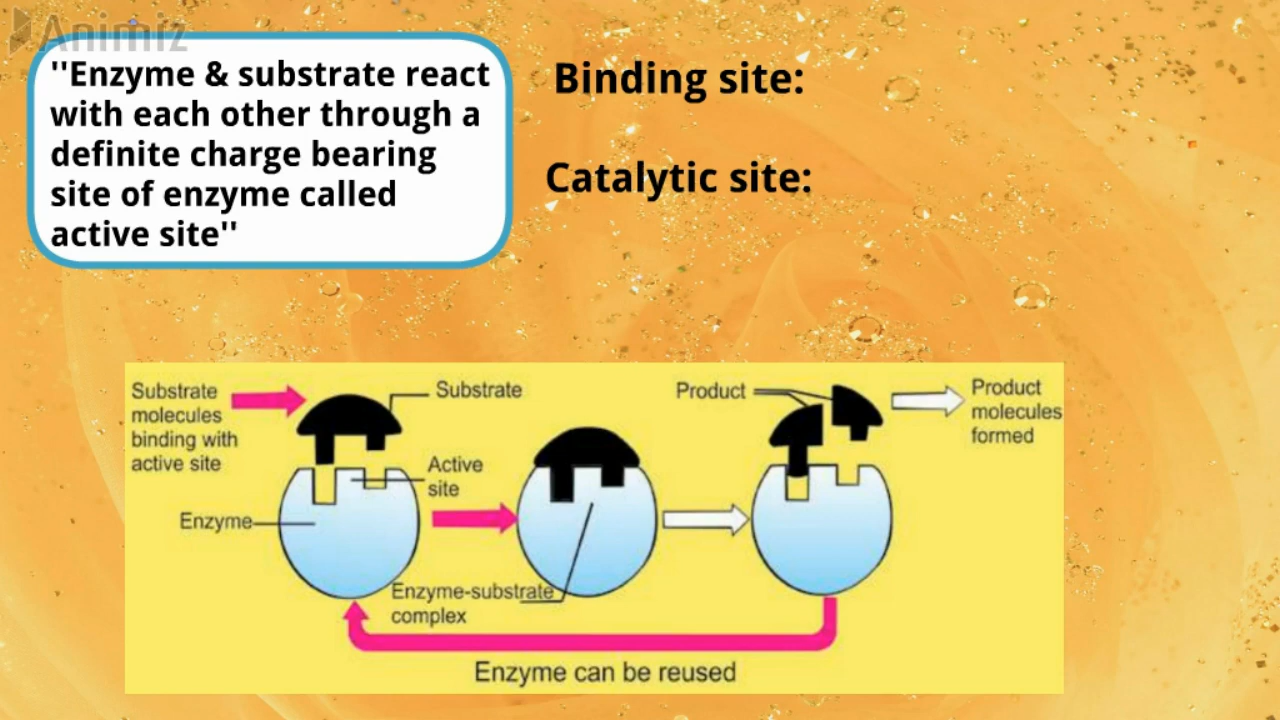 Animiz
''Enzyme & substrate react
with each other through a
definite charge bearing
site of enzyme called
active site''
Binding site:
Catalytic site:
Substrate
molecules
binding with
active site
Substrate
Active
site
Enzyme
Enzyme-substrate
complex
Product
Product
molecules
formed
Enzyme can be reused